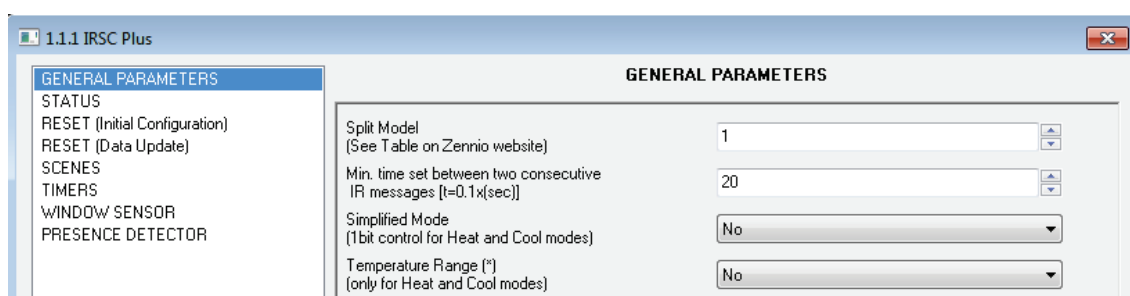 1.1.1 IRSC Plus
GENERAL PARAMETERS
STATUS
RESET (Initial Configuration)
RESET (Data Update)
SCENES
TIMERS
WINDOW SENSOR
PRESENCE DETECTOR
GENERAL PARAMETERS
Split Model
(See Table on Zennio website)
1
Min. time set between two consecutive
IR messages [t=0.1x(sec)]
20
Simplified Mode
(1bit control for Heat and Cool modes)
No
Temperature Range (*)
(only for Heat and Cool modes)
No